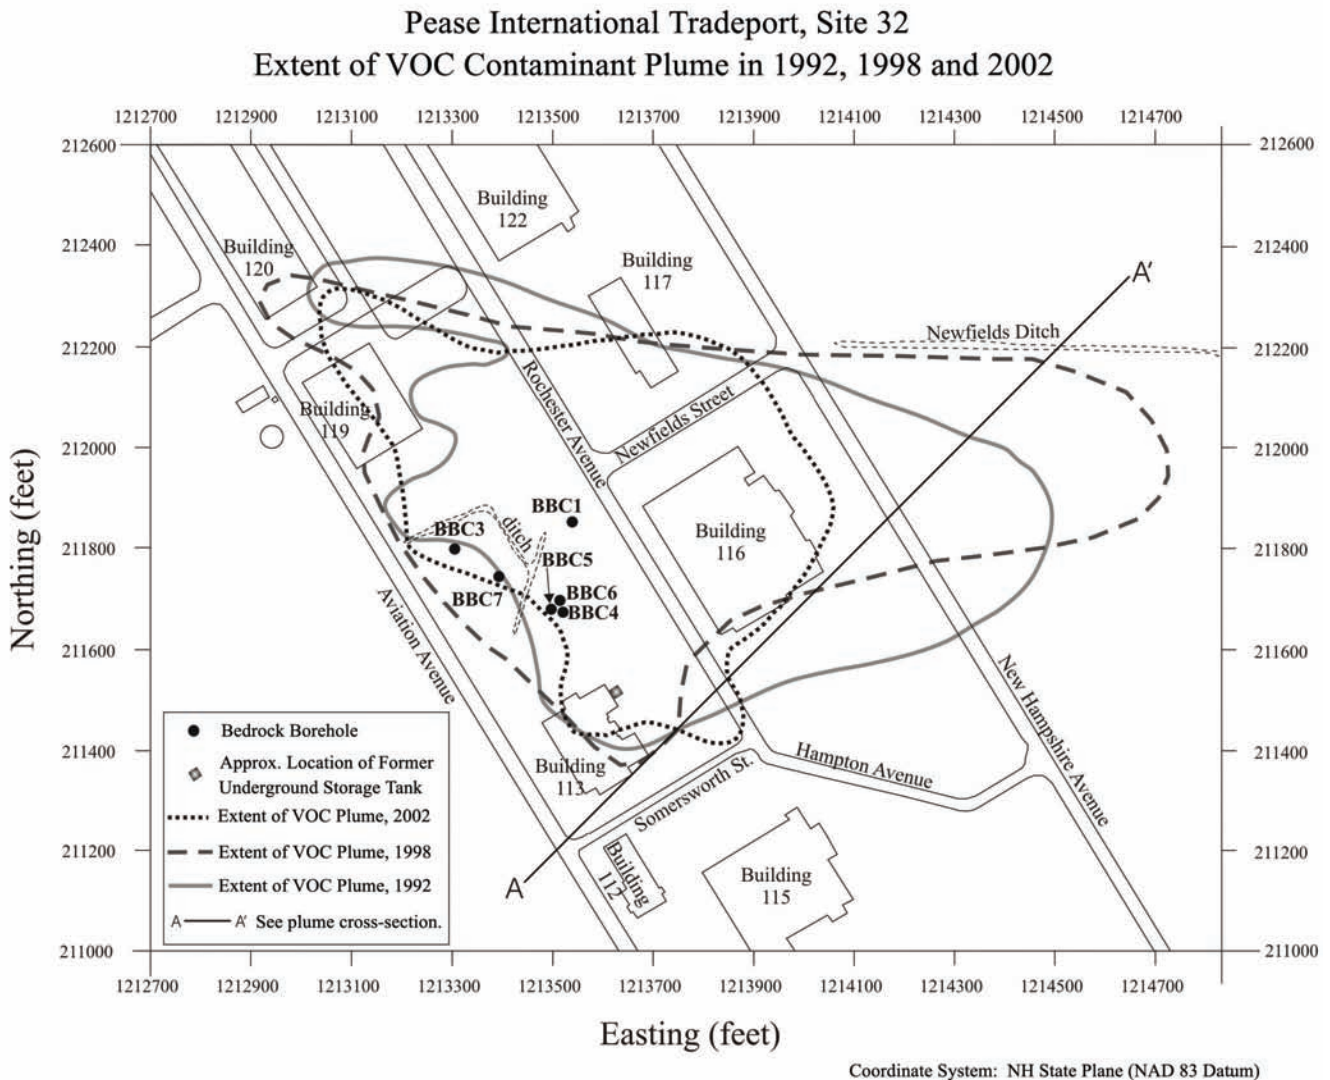 Pease International Tradeport, Site 32
Extent of VOC Contaminant Plume in 1992, 1998 and 2002
1212700 1212900 1213100 1213300 1213500 1213700 1213900 1214100 1214300 1214500 1214700
212600 212600
Building
122
212400 Building
120
Building
117
A' 212400
Newfields Ditch
212200 212200
Rochester Avenue
Newfields Street
Building
119
212000 212000
BBC1
BBC3
ditch
Building
116
211800 211800
BBC5
BBC7
BBC6
BBC4
Aviation Avenue
211600 211600
New Hampshire Avenue
Building
113
211400 211400
Hampton Avenue
Somersworth St.
Building
112
Building
115
211200 211200
A
211000 211000
Northing (feet)
Bedrock Borehole
Approx. Location of Former
Underground Storage Tank
Extent of VOC Plume, 2002
Extent of VOC Plume, 1998
Extent of VOC Plume, 1992
A A' See plume cross-section.
1212700 1212900 1213100 1213300 1213500 1213700 1213900 1214100 1214300 1214500 1214700
Easting (feet)
Coordinate System: NH State Plane (NAD 83 Datum)